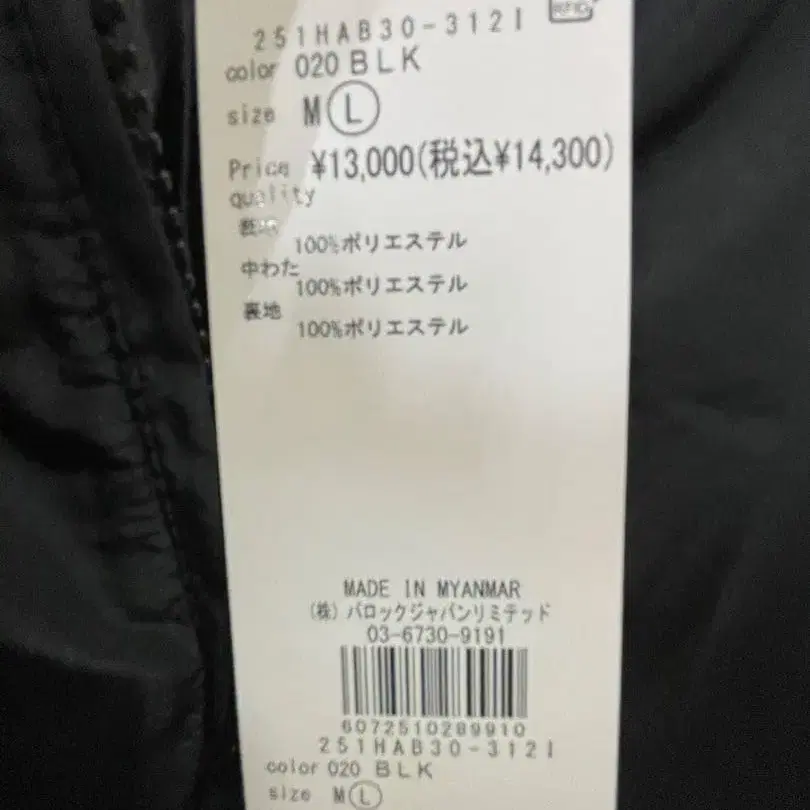 251HAB30-312I
RFID
color 020 BLK
size M L
Price ¥13,000(税込¥14,300)
quality
表地
100%ポリエステル
中わた
100%ポリエステル
裏地
100%ポリエステル
MADE IN MYANMAR
(株)バロックジャパンリミテッド
03-6730-9191
6072510289910
251HAB30-312I
color 020 BLK
size M L